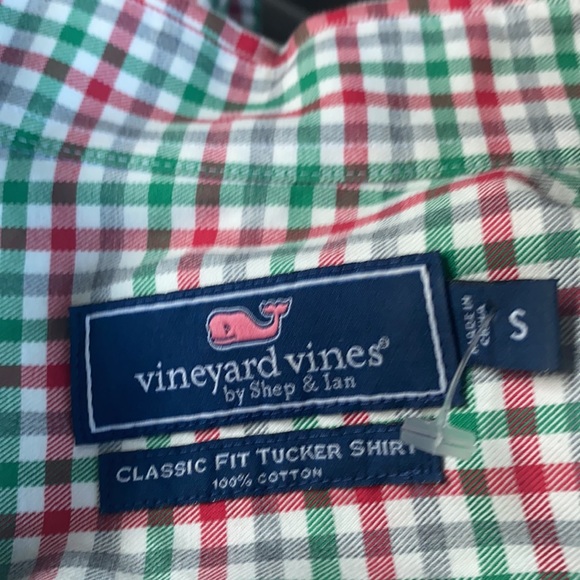 vineyard vines®
by Shep & Ian
MADE IN
CHINA
S
CLASSIC FIT TUCKER SHIRT
100% COTTON